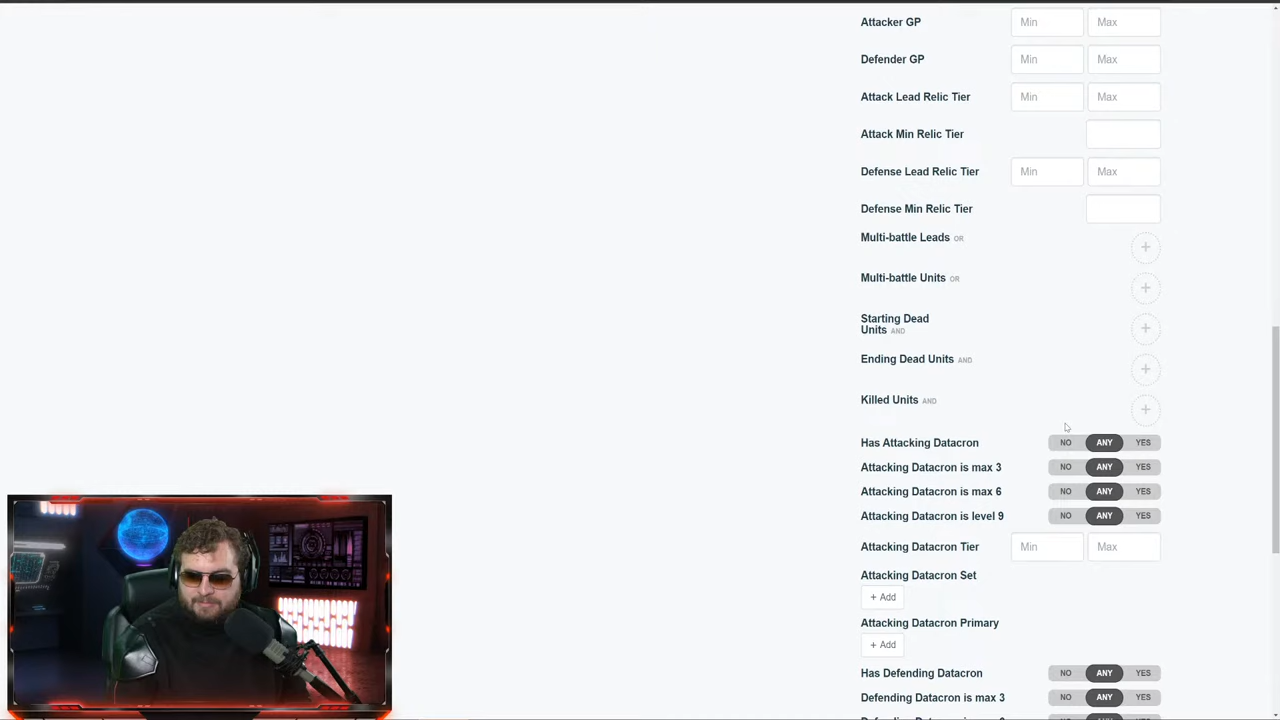 Attacker GP Min Max
Defender GP Min Max
Attack Lead Relic Tier Min Max
Attack Min Relic Tier
Defense Lead Relic Tier Min Max
Defense Min Relic Tier
Multi-battle Leads OR +
Multi-battle Units OR +
Starting Dead
Units AND +
Ending Dead Units AND +
Killed Units AND +
Has Attacking Datacron NO ANY YES
Attacking Datacron is max 3 NO ANY YES
Attacking Datacron is max 6 NO ANY YES
Attacking Datacron is level 9 NO ANY YES
Attacking Datacron Tier Min Max
Attacking Datacron Set
+ Add
Attacking Datacron Primary
+ Add
Has Defending Datacron NO ANY YES
Defending Datacron is max 3 NO ANY YES